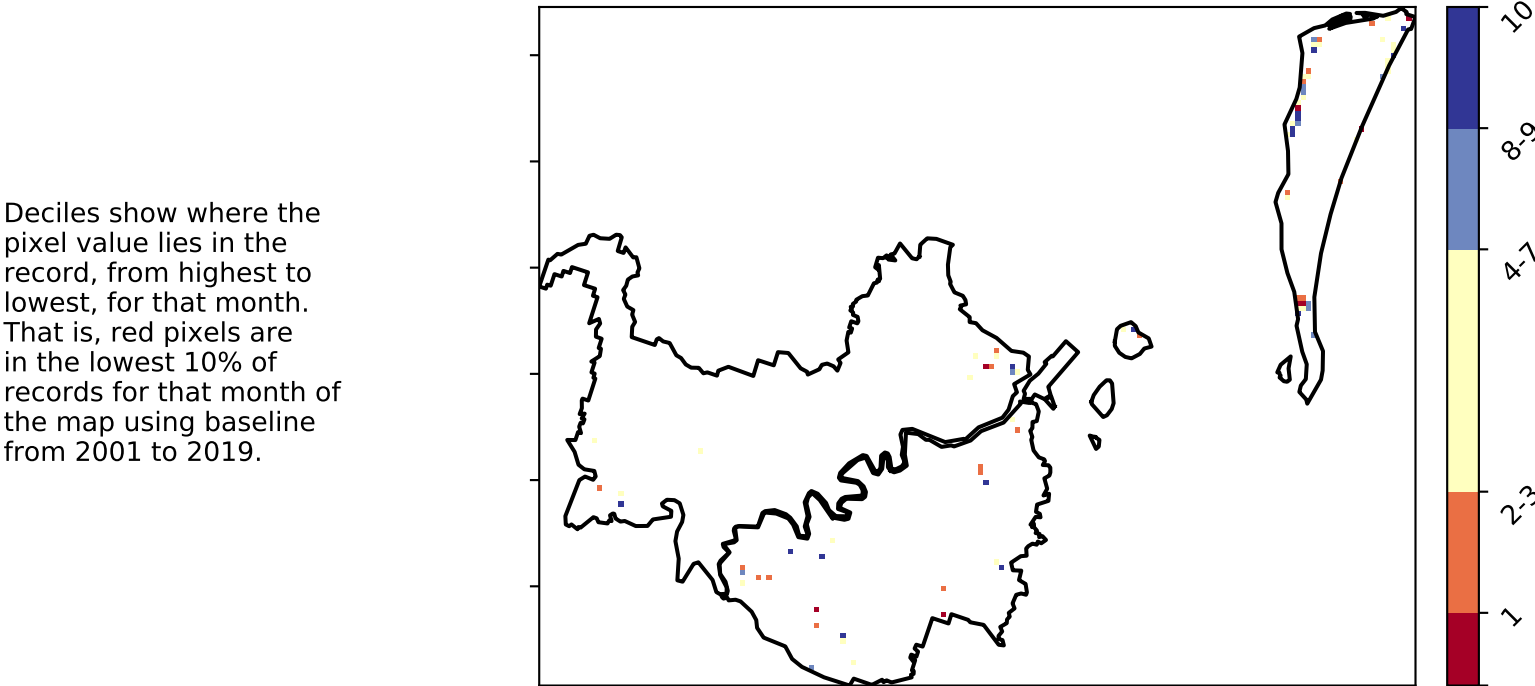 Deciles show where the
pixel value lies in the
record, from highest to
lowest, for that month.
That is, red pixels are
in the lowest 10% of
records for that month of
the map using baseline
from 2001 to 2019.
10
8-9
4-7
2-3
1